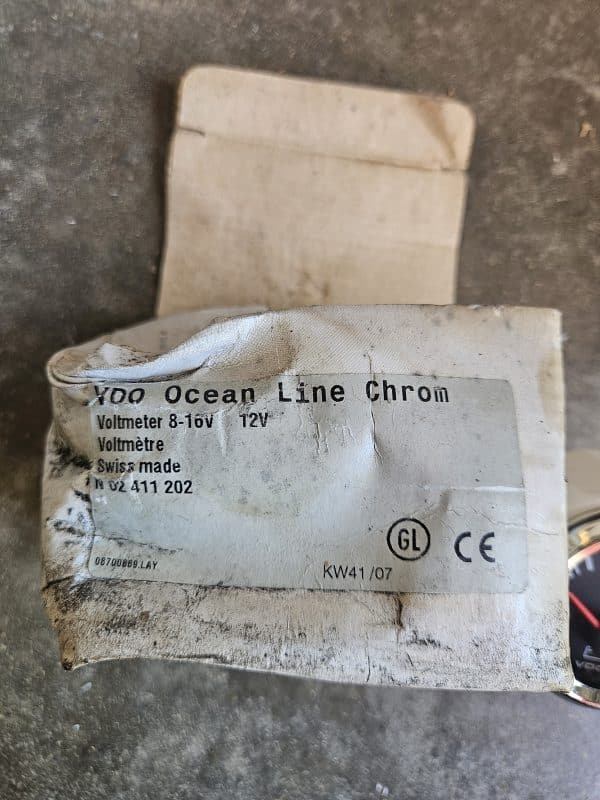 VDO Ocean Line Chrom
Voltmeter 8-16V 12V
Voltmètre
Swiss made
N 02 411 202
GL CE
08700869.LAY
KW41/07
VDO